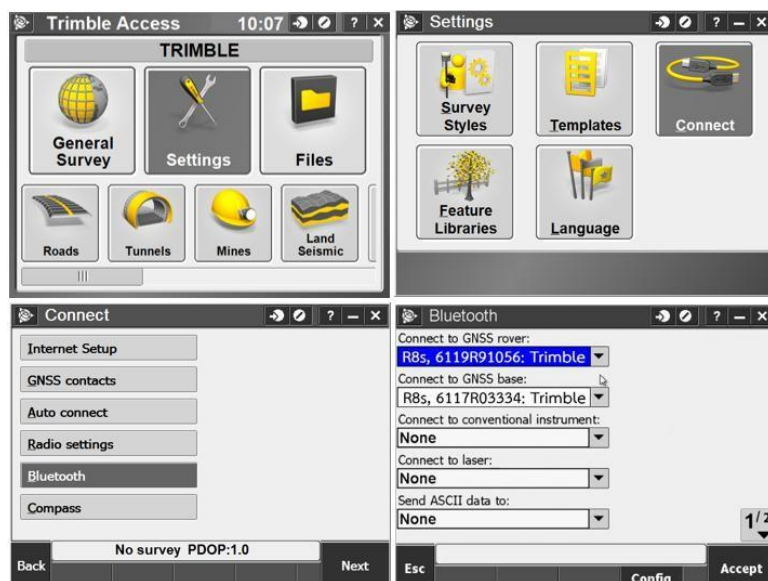 Trimble Access 10:07 ? ×
TRIMBLE
General
Survey
Settings
Files
Roads
Tunnels
Mines
Land
Seismic
Settings ? – ×
Survey
Styles
Templates
Connect
Feature
Libraries
Language
Connect ? – ×
Internet Setup
GNSS contacts
Auto connect
Radio settings
Bluetooth
Compass
No survey PDOP:1.0
Back
Next
Bluetooth ? – ×
Connect to GNSS rover:
R8s, 6119R91056: Trimble
Connect to GNSS base:
R8s, 6117R03334: Trimble
Connect to conventional instrument:
None
Connect to laser:
None
Send ASCII data to:
None
1/2
Esc
Config
Accept